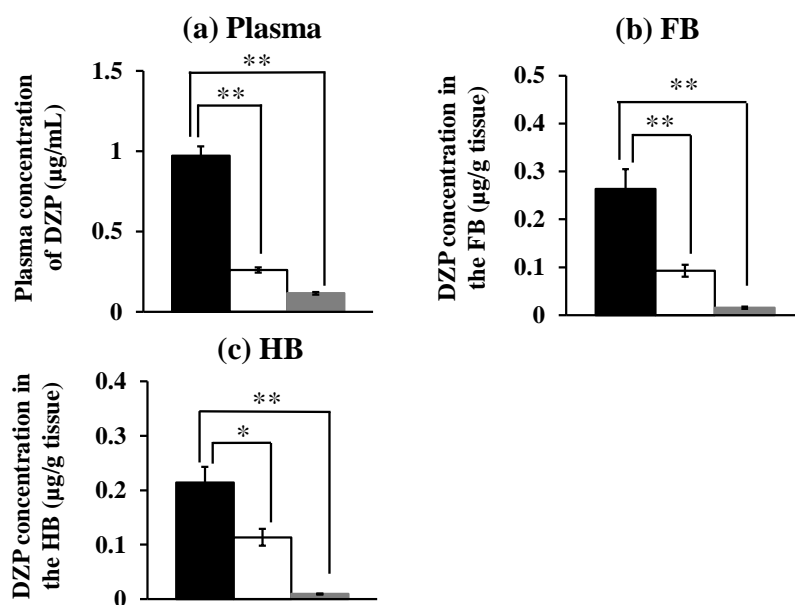 (a) Plasma
Plasma concentration
of DZP (µg/mL)
1.5
1
0.5
0
**
**
(b) FB
DZP concentration in
the FB (µg/g tissue)
0.5
0.4
0.3
0.2
0.1
0
**
**
(c) HB
DZP concentration in
the HB (µg/g tissue)
0.4
0.3
0.2
0.1
0
**
*